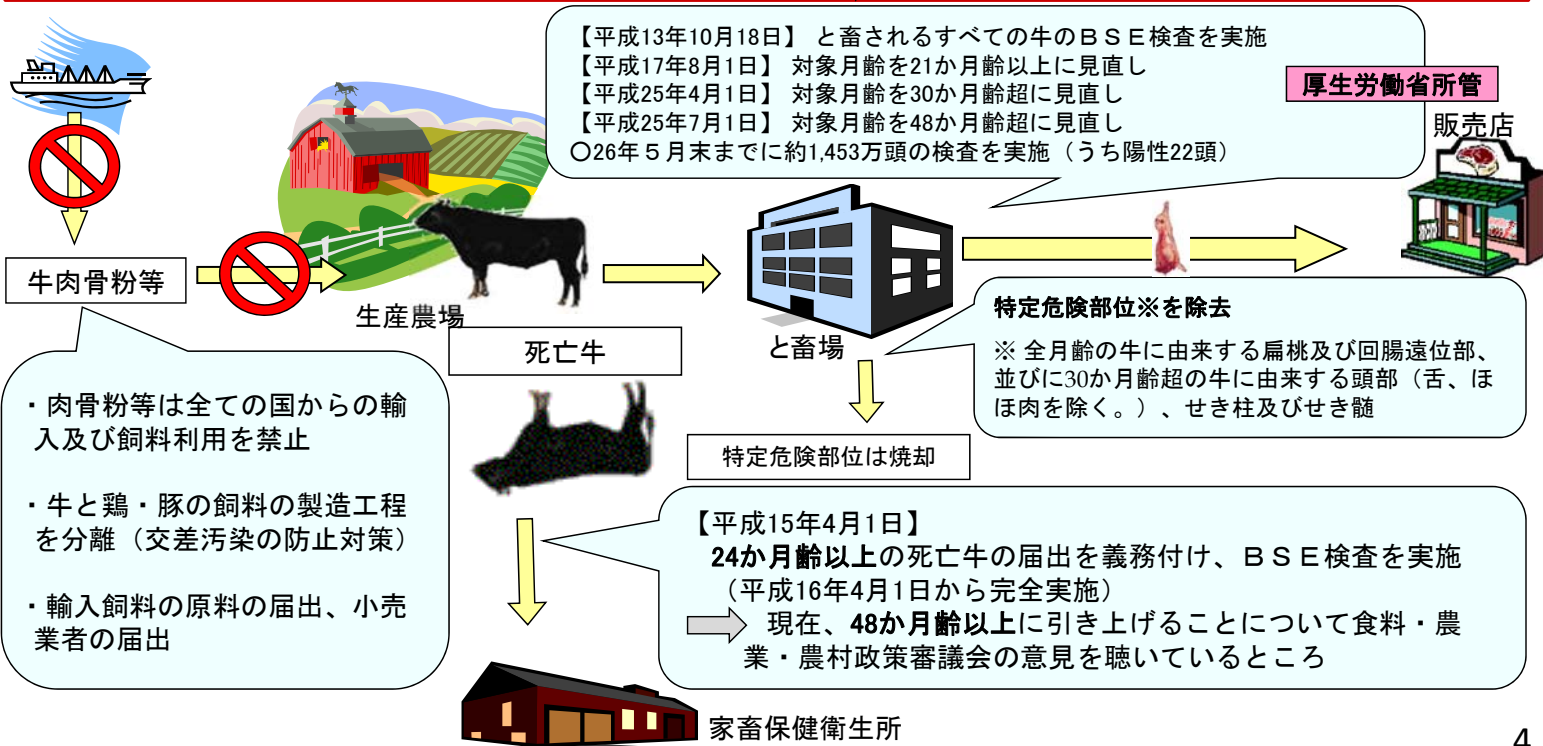 【平成13年10月18日】 と畜されるすべての牛のＢＳＥ検査を実施
【平成17年8月1日】 対象月齢を21か月齢以上に見直し
【平成25年4月1日】 対象月齢を30か月齢超に見直し
【平成25年7月1日】 対象月齢を48か月齢超に見直し
○26年５月末までに約1,453万頭の検査を実施（うち陽性22頭）
厚生労働省所管
販売店
牛肉骨粉等
生産農場
死亡牛
と畜場
特定危険部位※を除去
※ 全月齢の牛に由来する扁桃及び回腸遠位部、
並びに30か月齢超の牛に由来する頭部（舌、ほ
ほ肉を除く。）、せき柱及びせき髄
特定危険部位は焼却
・肉骨粉等は全ての国からの輸
入及び飼料利用を禁止
・牛と鶏・豚の飼料の製造工程
を分離（交差汚染の防止対策）
・輸入飼料の原料の届出、小売
業者の届出
【平成15年4月1日】
24か月齢以上の死亡牛の届出を義務付け、ＢＳＥ検査を実施
（平成16年4月1日から完全実施）
現在、48か月齢以上に引き上げることについて食料・農
業・農村政策審議会の意見を聴いているところ
家畜保健衛生所
4